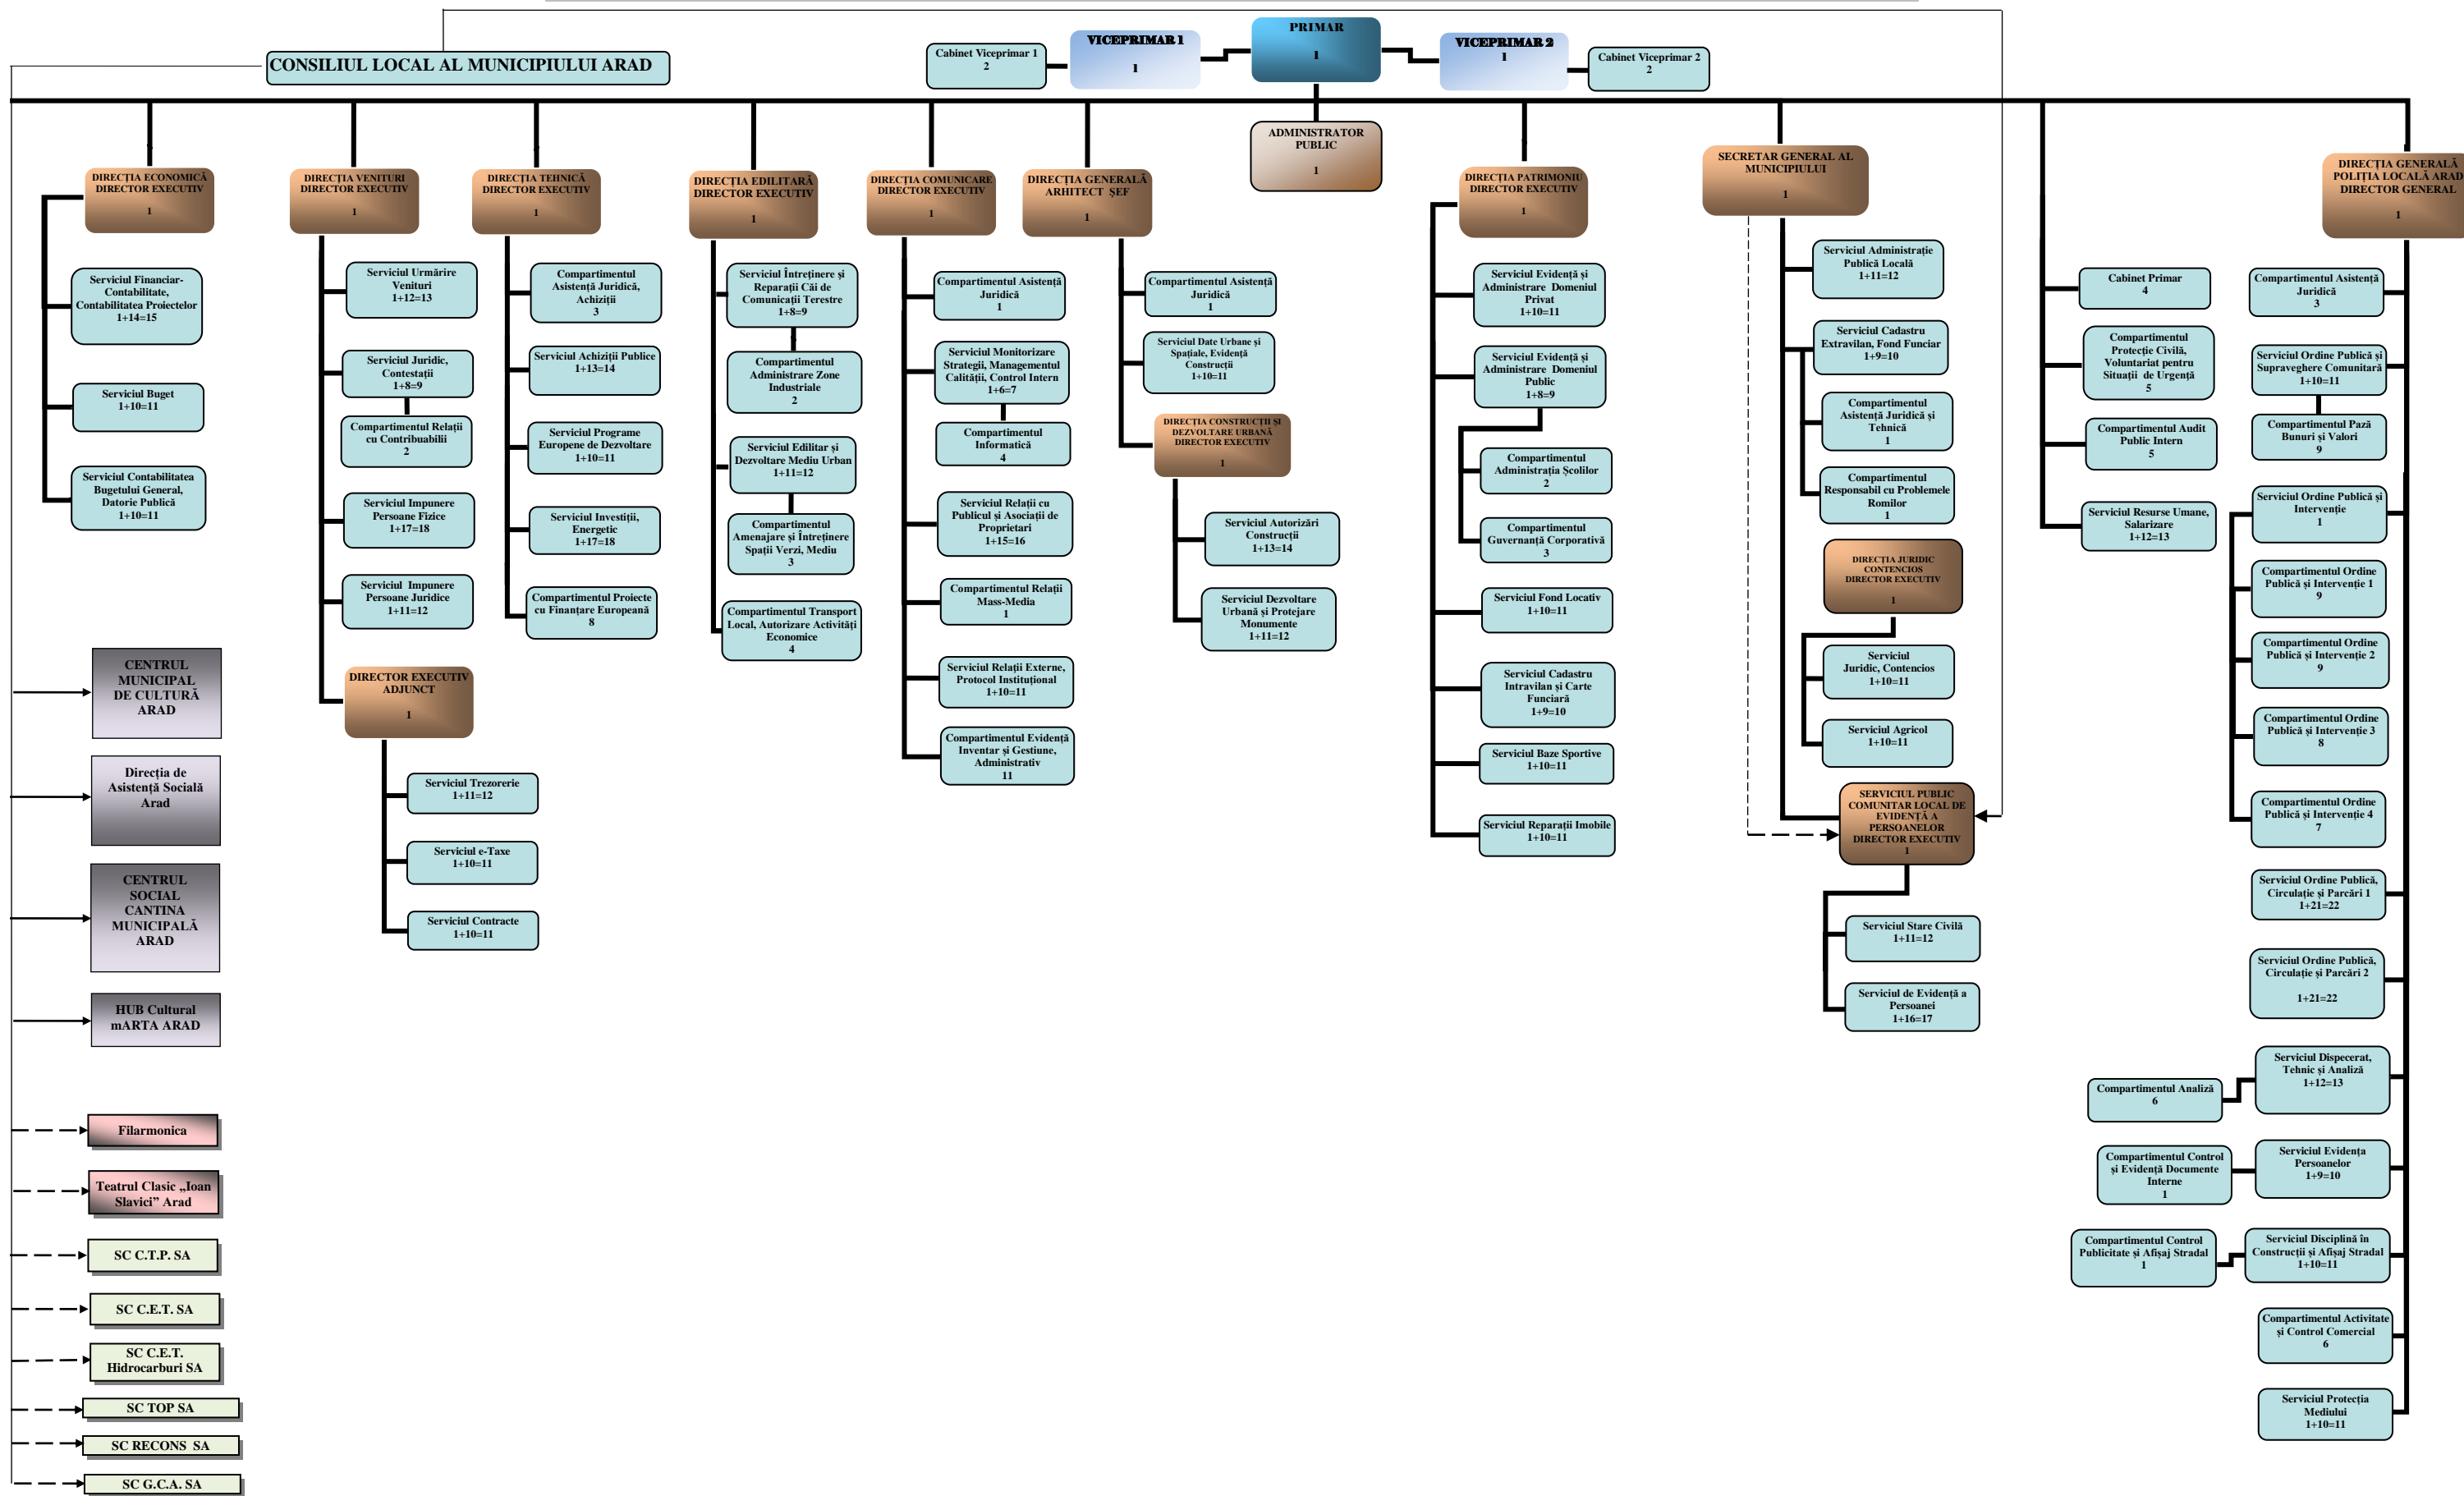 CONSILIUL LOCAL AL MUNICIPIULUI ARAD
Cabinet Viceprimar 1
2
VICEPRIMAR 1
1
PRIMAR
1
VICEPRIMAR 2
1
Cabinet Viceprimar 2
2
ADMINISTRATOR
PUBLIC
1
DIRECȚIA ECONOMICĂ
DIRECTOR EXECUTIV
1
Serviciul Financiar-
Contabilitate,
Contabilitatea Proiectelor
1+14=15
Serviciul Buget
1+10=11
Serviciul Contabilitatea
Bugetului General,
Datorie Publică
1+10=11
DIRECȚIA VENITURI
DIRECTOR EXECUTIV
1
Serviciul Urmărire
Venituri
1+12=13
Serviciul Juridic,
Contestații
1+8=9
Compartimentul Relații
cu Contribuabilii
2
Serviciul Impunere
Persoane Fizice
1+17=18
Serviciul Impunere
Persoane Juridice
1+11=12
DIRECTOR EXECUTIV
ADJUNCT
1
Serviciul Trezorerie
1+11=12
Serviciul e-Taxe
1+10=11
Serviciul Contracte
1+10=11
DIRECȚIA TEHNICĂ
DIRECTOR EXECUTIV
1
Compartimentul
Asistență Juridică,
Achiziții
3
Serviciul Achiziții Publice
1+13=14
Serviciul Programe
Europene de Dezvoltare
1+10=11
Serviciul Investiții,
Energetic
1+17=18
Compartimentul Proiecte
cu Finanțare Europeană
8
DIRECȚIA EDILITARĂ
DIRECTOR EXECUTIV
1
Serviciul Întreținere și
Reparații Căi de
Comunicații Terestre
1+8=9
Compartimentul
Administrare Zone
Industriale
2
Serviciul Edilitar și
Dezvoltare Mediu Urban
1+11=12
Compartimentul
Amenajare și Întreținere
Spații Verzi, Mediu
3
Compartimentul Transport
Local, Autorizare Activități
Economice
4
DIRECȚIA COMUNICARE
DIRECTOR EXECUTIV
1
Compartimentul Asistență
Juridică
1
Serviciul Monitorizare
Strategii, Managementul
Calității, Control Intern
1+6=7
Compartimentul
Informatică
4
Serviciul Relații cu
Publicul și Asociații de
Proprietari
1+15=16
Compartimentul Relații
Mass-Media
1
Serviciul Relații Externe,
Protocol Instituțional
1+10=11
Compartimentul Evidență
Inventar și Gestiune,
Administrativ
11
DIRECȚIA GENERALĂ
ARHITECT ȘEF
1
Compartimentul Asistență
Juridică
1
Serviciul Date Urbane și
Spațiale, Evidență
Construcții
1+10=11
DIRECȚIA CONSTRUCȚII ȘI
DEZVOLTARE URBANĂ
DIRECTOR EXECUTIV
1
Serviciul Autorizări
Construcții
1+13=14
Serviciul Dezvoltare
Urbană și Protejare
Monumente
1+11=12
DIRECȚIA PATRIMONIU
DIRECTOR EXECUTIV
1
Serviciul Evidență și
Administrare Domeniul
Privat
1+10=11
Serviciul Evidență și
Administrare Domeniul
Public
1+8=9
Compartimentul
Administrația Școlilor
2
Compartimentul
Guvernanță Corporativă
3
Serviciul Fond Locativ
1+10=11
Serviciul Cadastru
Intravilan și Carte
Funciară
1+9=10
Serviciul Baze Sportive
1+10=11
Serviciul Reparații Imobile
1+10=11
SECRETAR GENERAL AL
MUNICIPIULUI
1
Serviciul Administrație
Publică Locală
1+11=12
Serviciul Cadastru
Extravilan, Fond Funciar
1+9=10
Compartimentul
Asistență Juridică și
Tehnică
1
Compartimentul
Responsabil cu Problemele
Romilor
1
DIRECȚIA JURIDIC
CONTENCIOS
DIRECTOR EXECUTIV
1
Serviciul
Juridic, Contencios
1+10=11
Serviciul Agricol
1+10=11
SERVICIUL PUBLIC
COMUNITAR LOCAL DE
EVIDENȚĂ A
PERSOANELOR
DIRECTOR EXECUTIV
1
Serviciul Stare Civilă
1+11=12
Serviciul de Evidență a
Persoanei
1+16=17
Cabinet Primar
4
Compartimentul
Protecție Civilă,
Voluntariat pentru
Situații de Urgență
5
Compartimentul Audit
Public Intern
5
Serviciul Resurse Umane,
Salarizare
1+12=13
DIRECȚIA GENERALĂ
POLIȚIA LOCALĂ ARAD
DIRECTOR GENERAL
1
Compartimentul Asistență
Juridică
3
Serviciul Ordine Publică și
Supraveghere Comunitară
1+10=11
Compartimentul Pază
Bunuri și Valori
9
Serviciul Ordine Publică și
Intervenție
1
Compartimentul Ordine
Publică și Intervenție 1
9
Compartimentul Ordine
Publică și Intervenție 2
9
Compartimentul Ordine
Publică și Intervenție 3
8
Compartimentul Ordine
Publică și Intervenție 4
7
Serviciul Ordine Publică,
Circulație și Parcări 1
1+21=22
Serviciul Ordine Publică,
Circulație și Parcări 2
1+21=22
Serviciul Dispecerat,
Tehnic și Analiză
1+12=13
Compartimentul Analiză
6
Serviciul Evidența
Persoanelor
1+9=10
Compartimentul Control
și Evidență Documente
Interne
1
Serviciul Disciplină în
Construcții și Afișaj Stradal
1+10=11
Compartimentul Control
Publicitate și Afișaj Stradal
1
Compartimentul Activitate
și Control Comercial
6
Serviciul Protecția
Mediului
1+10=11
CENTRUL
MUNICIPAL
DE CULTURĂ
ARAD
Direcția de
Asistență Socială
Arad
CENTRUL
SOCIAL
CANTINA
MUNICIPALĂ
ARAD
HUB Cultural
mARTA ARAD
Filarmonica
Teatrul Clasic „Ioan
Slavici” Arad
SC C.T.P. SA
SC C.E.T. SA
SC C.E.T.
Hidrocarburi SA
SC TOP SA
SC RECONS SA
SC G.C.A. SA